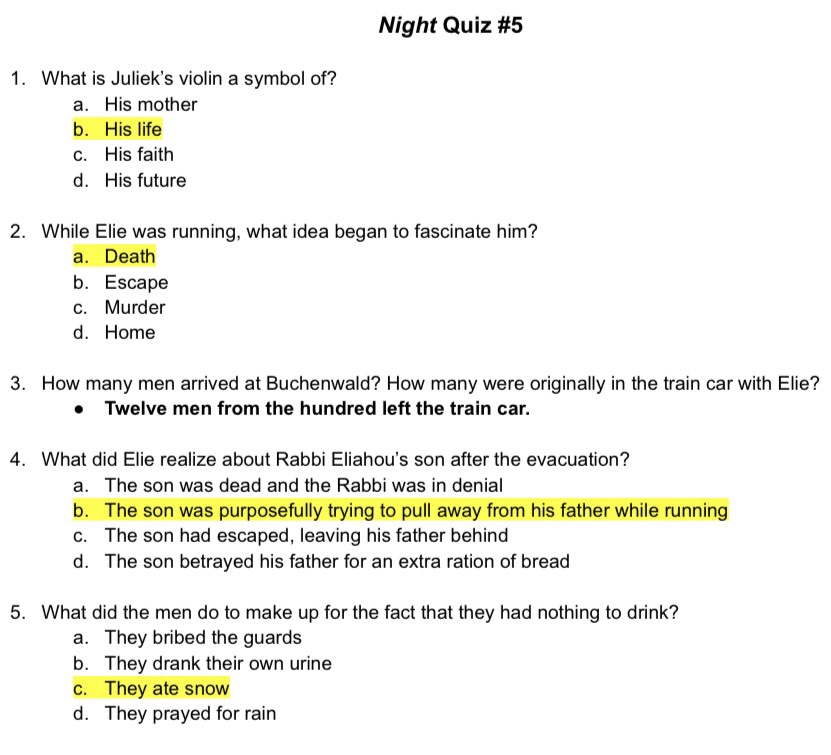 Night Quiz #5
1. What is Juliek's violin a symbol of?
a. His mother
b. His life
c. His faith
d. His future
2. While Elie was running, what idea began to fascinate him?
a. Death
b. Escape
c. Murder
d. Home
3. How many men arrived at Buchenwald? How many were originally in the train car with Elie?
● Twelve men from the hundred left the train car.
4. What did Elie realize about Rabbi Eliahou's son after the evacuation?
a. The son was dead and the Rabbi was in denial
b. The son was purposefully trying to pull away from his father while running
c. The son had escaped, leaving his father behind
d. The son betrayed his father for an extra ration of bread
5. What did the men do to make up for the fact that they had nothing to drink?
a. They bribed the guards
b. They drank their own urine
c. They ate snow
d. They prayed for rain